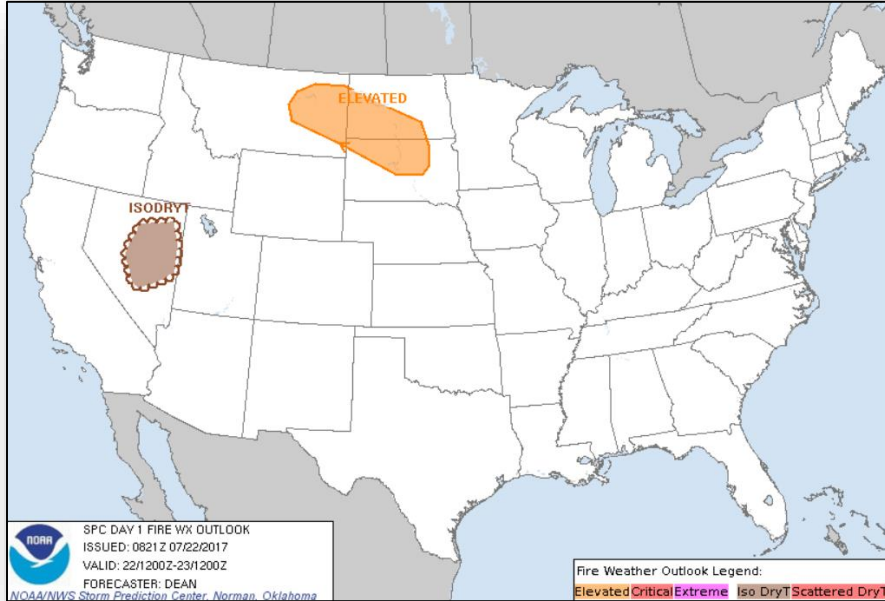 ELEVATED
ISODRYT
NOAA
SPC DAY 1 FIRE WX OUTLOOK
ISSUED: 0821Z 07/22/2017
VALID: 22/1200Z-23/1200Z
FORECASTER: DEAN
NOAA/NWS Storm Prediction Center, Norman, Oklahoma
Fire Weather Outlook Legend:
Elevated Critical Extreme Iso DryT Scattered DryT